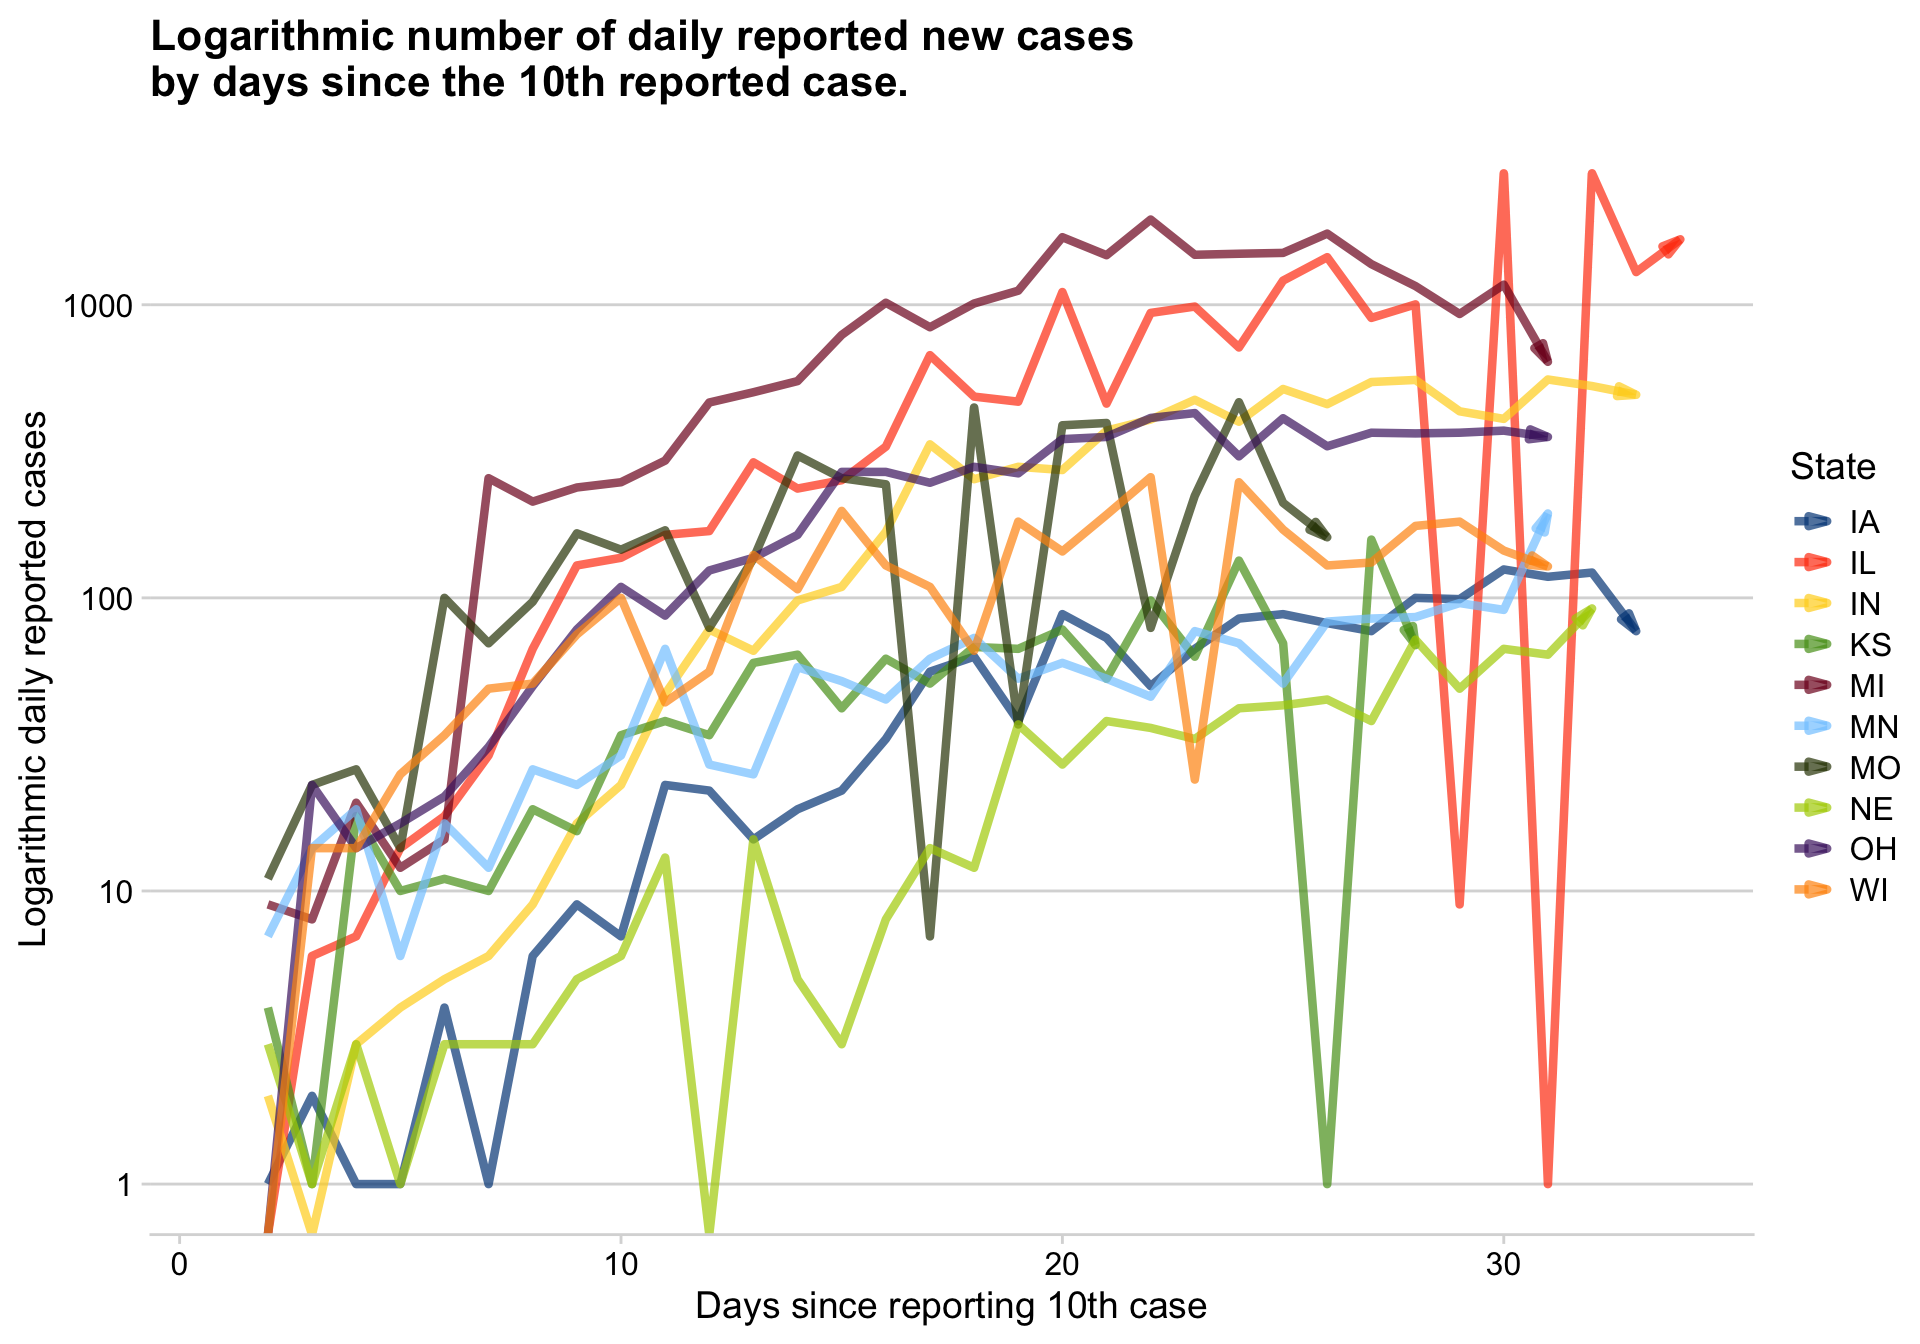 Logarithmic number of daily reported new cases
by days since the 10th reported case.
Logarithmic daily reported cases
1000
100
10
1
0
10
20
30
Days since reporting 10th case
State
IA
IL
IN
KS
MI
MN
MO
NE
OH
WI